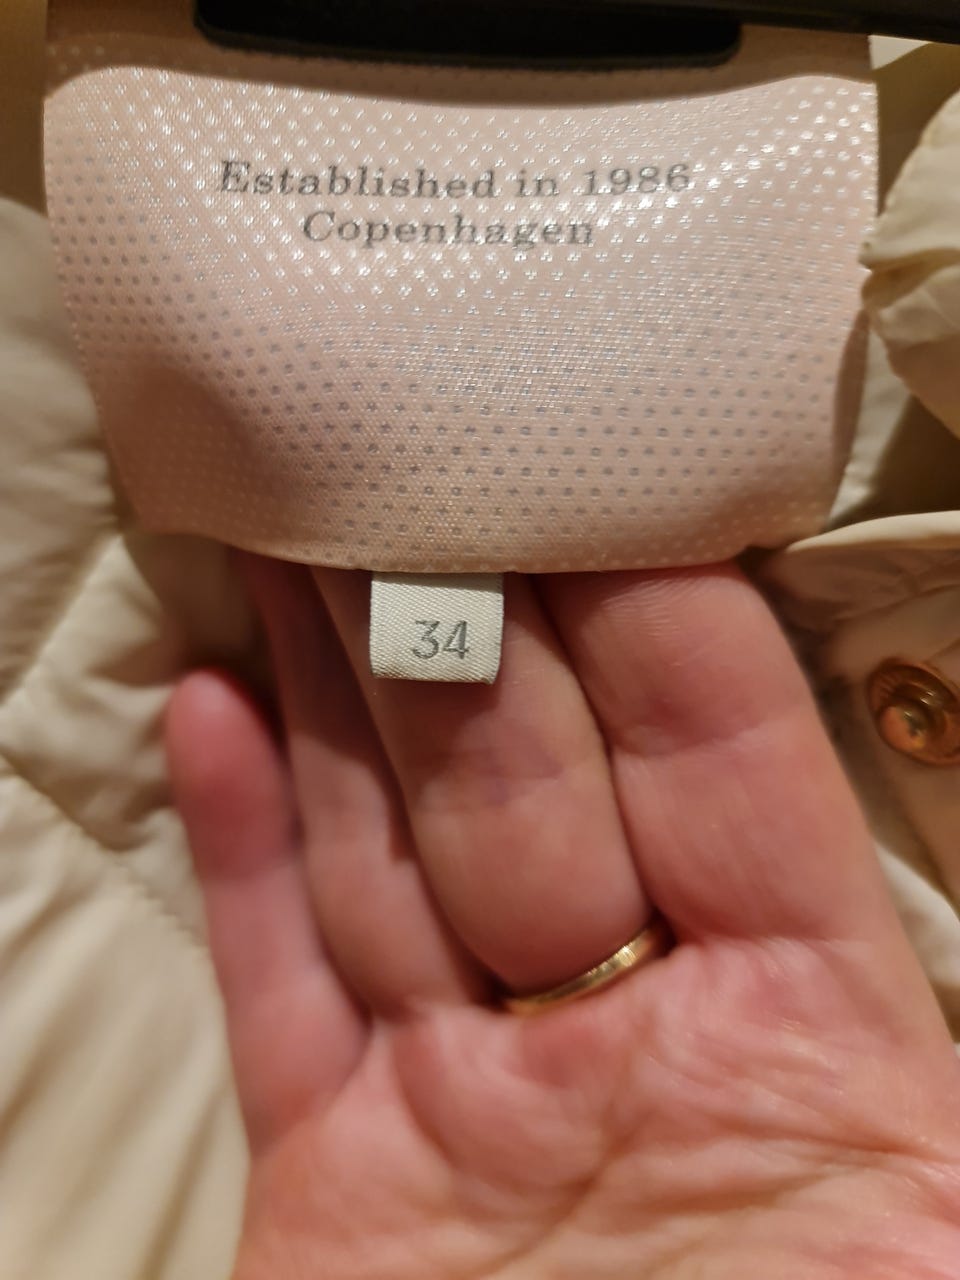 Established in 1986
Copenhagen
34